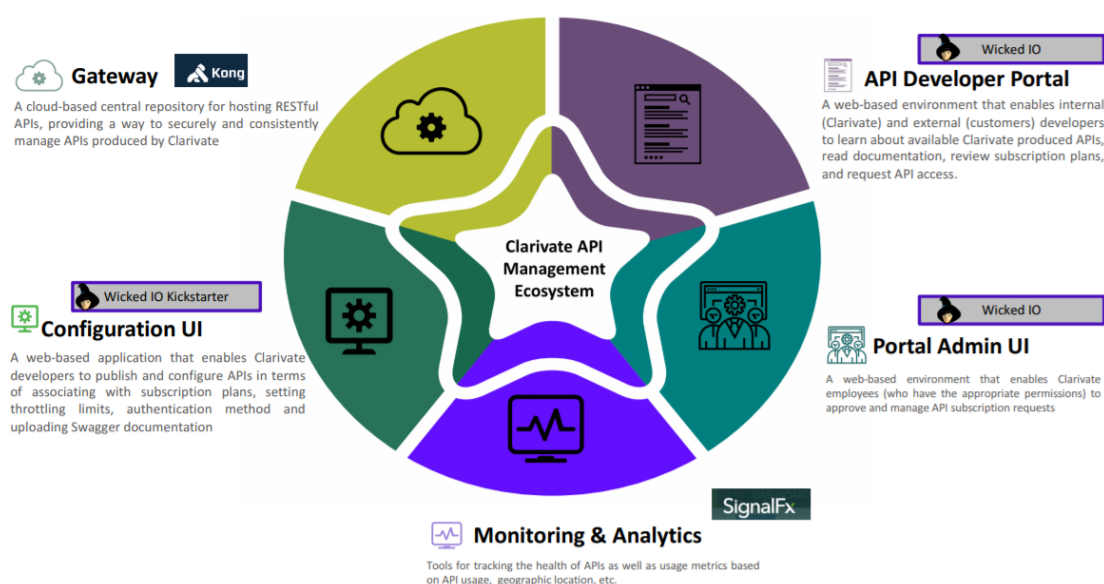 Gateway
Kong
A cloud-based central repository for hosting RESTful
APIs, providing a way to securely and consistently
manage APIs produced by Clarivate
Wicked IO
API Developer Portal
A web-based environment that enables internal
(Clarivate) and external (customers) developers
to learn about available Clarivate produced APIs,
read documentation, review subscription plans,
and request API access.
Clarivate API
Management
Ecosystem
Wicked IO Kickstarter
Configuration UI
A web-based application that enables Clarivate
developers to publish and configure APIs in terms
of associating with subscription plans, setting
throttling limits, authentication method and
uploading Swagger documentation
Wicked IO
Portal Admin UI
A web-based environment that enables Clarivate
employees (who have the appropriate permissions) to
approve and manage API subscription requests
SignalFx
Monitoring & Analytics
Tools for tracking the health of APIs as well as usage metrics based
on API usage, geographic location, etc.